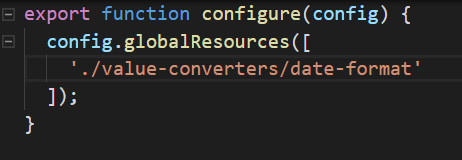 export function configure(config) {
  config.globalResources([
    './value-converters/date-format'
  ]);
}